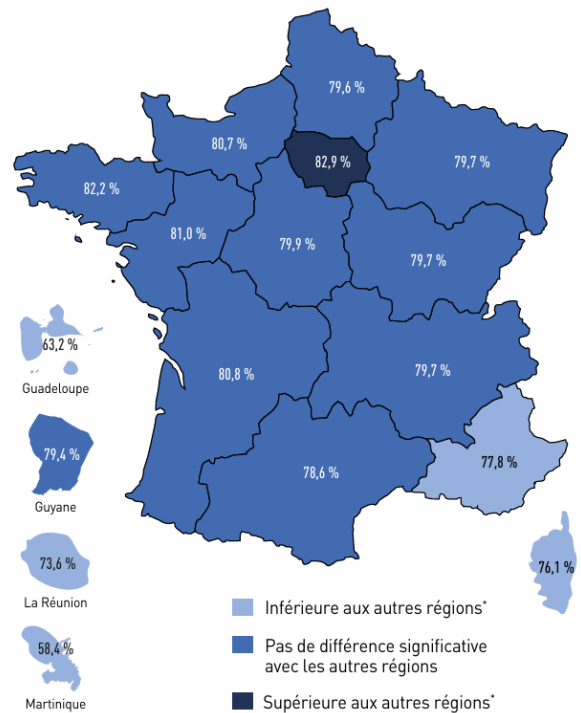 79,6 %
80,7 %
82,9 %
79,7 %
82,2 %
81,0 %
79,9 %
79,7 %
63,2 %
Guadeloupe
80,8 %
79,7 %
79,4 %
Guyane
78,6 %
77,8 %
73,6 %
La Réunion
76,1 %
58,4 %
Martinique
Inférieure aux autres régions*
Pas de différence significative
avec les autres régions
Supérieure aux autres régions*